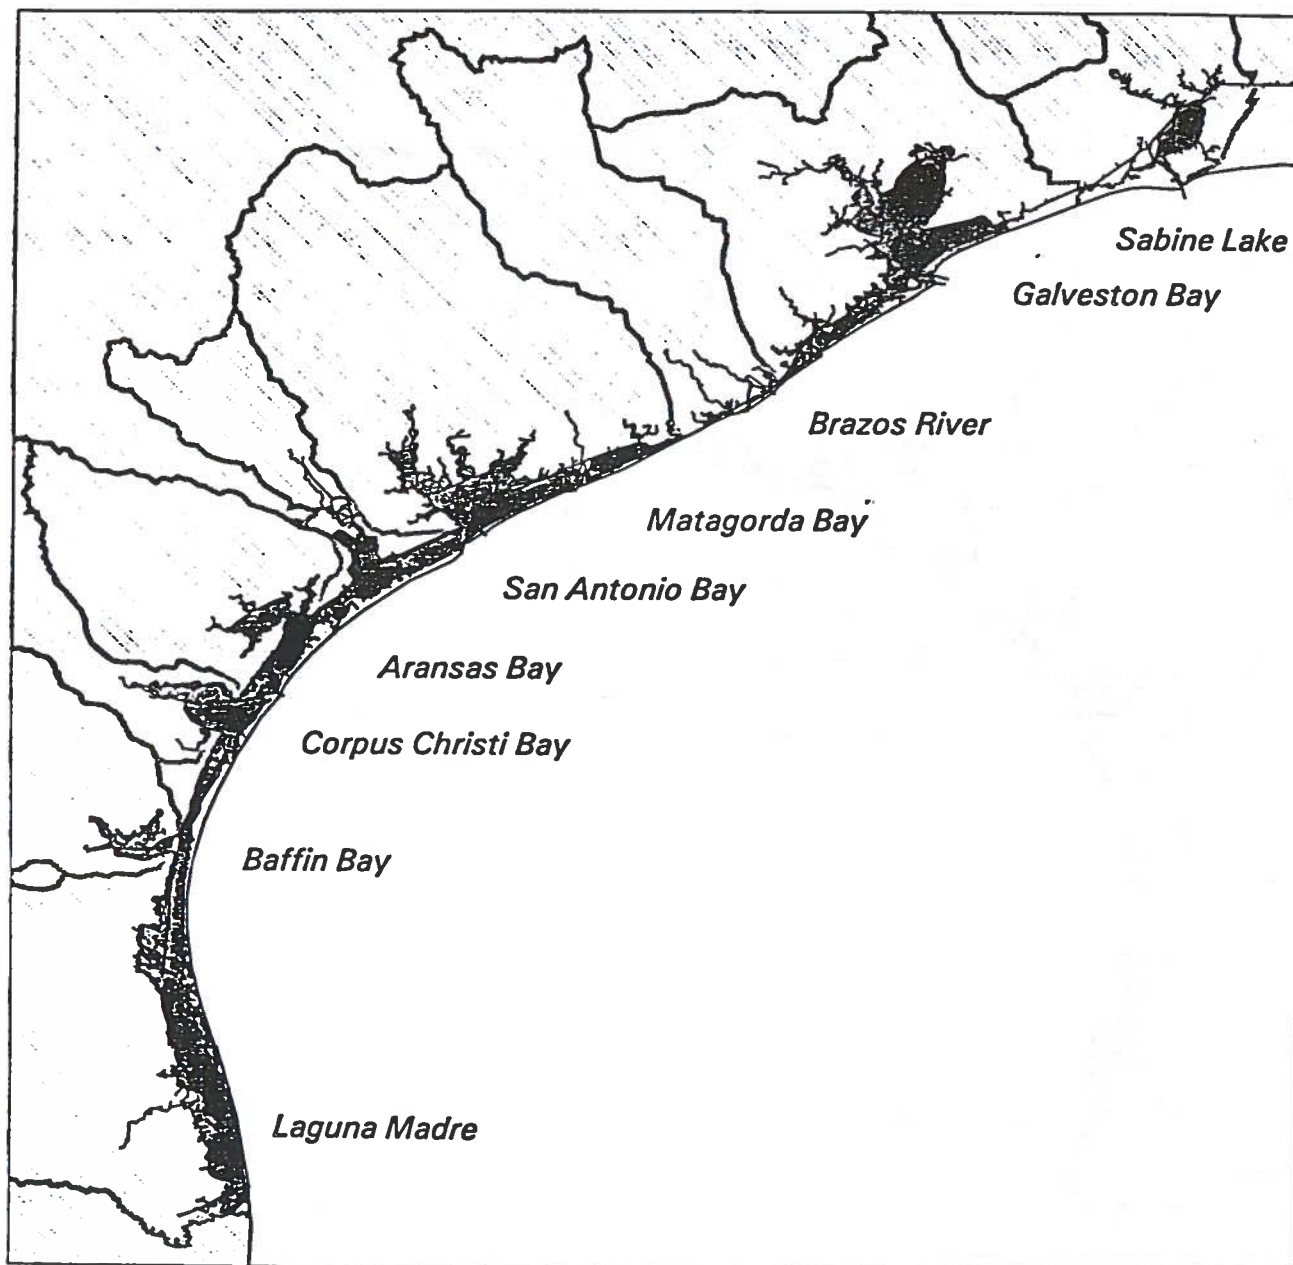 Sabine Lake
Galveston Bay
Brazos River
Matagorda Bay
San Antonio Bay
Aransas Bay
Corpus Christi Bay
Baffin Bay
Laguna Madre